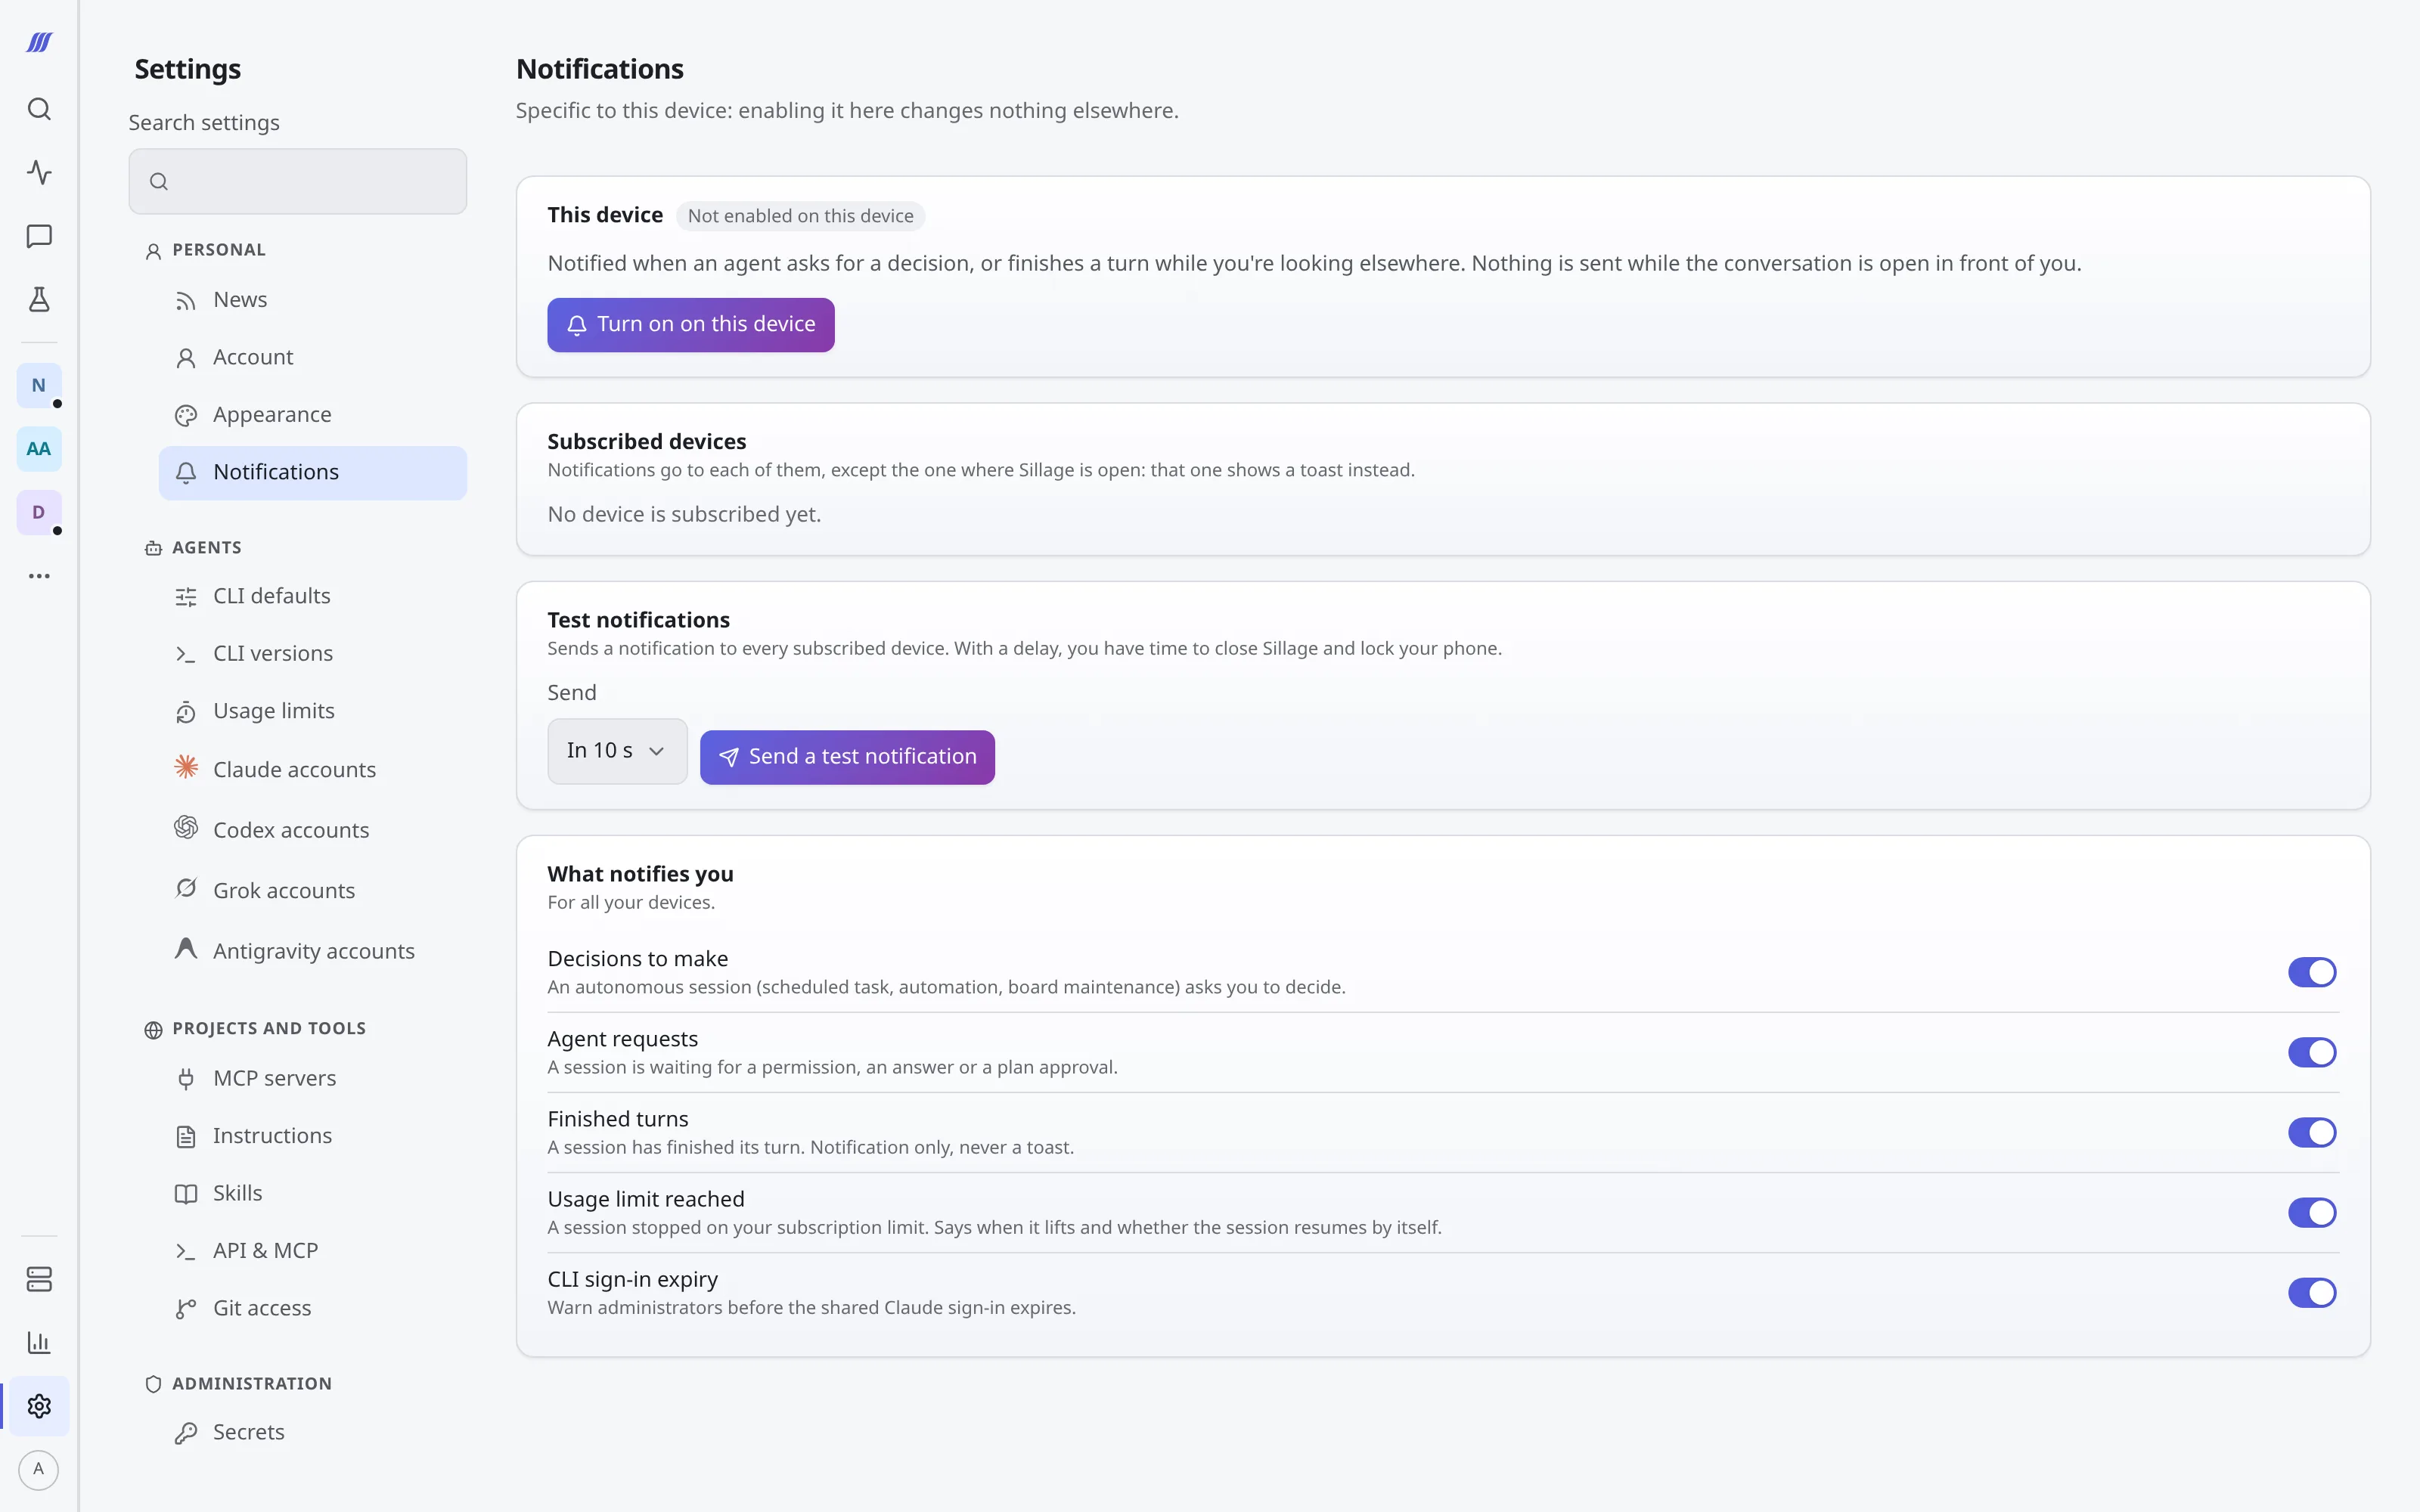 Settings
Search settings
PERSONAL
News
Account
Appearance
Notifications
AGENTS
CLI defaults
CLI versions
Usage limits
Claude accounts
Codex accounts
Grok accounts
Antigravity accounts
PROJECTS AND TOOLS
MCP servers
Instructions
Skills
API & MCP
Git access
ADMINISTRATION
Secrets
N
AA
D
A
Notifications
Specific to this device: enabling it here changes nothing elsewhere.
This device Not enabled on this device
Notified when an agent asks for a decision, or finishes a turn while you're looking elsewhere. Nothing is sent while the conversation is open in front of you.
Turn on on this device
Subscribed devices
Notifications go to each of them, except the one where Sillage is open: that one shows a toast instead.
No device is subscribed yet.
Test notifications
Sends a notification to every subscribed device. With a delay, you have time to close Sillage and lock your phone.
Send
In 10 s
Send a test notification
What notifies you
For all your devices.
Decisions to make
An autonomous session (scheduled task, automation, board maintenance) asks you to decide.
Agent requests
A session is waiting for a permission, an answer or a plan approval.
Finished turns
A session has finished its turn. Notification only, never a toast.
Usage limit reached
A session stopped on your subscription limit. Says when it lifts and whether the session resumes by itself.
CLI sign-in expiry
Warn administrators before the shared Claude sign-in expires.